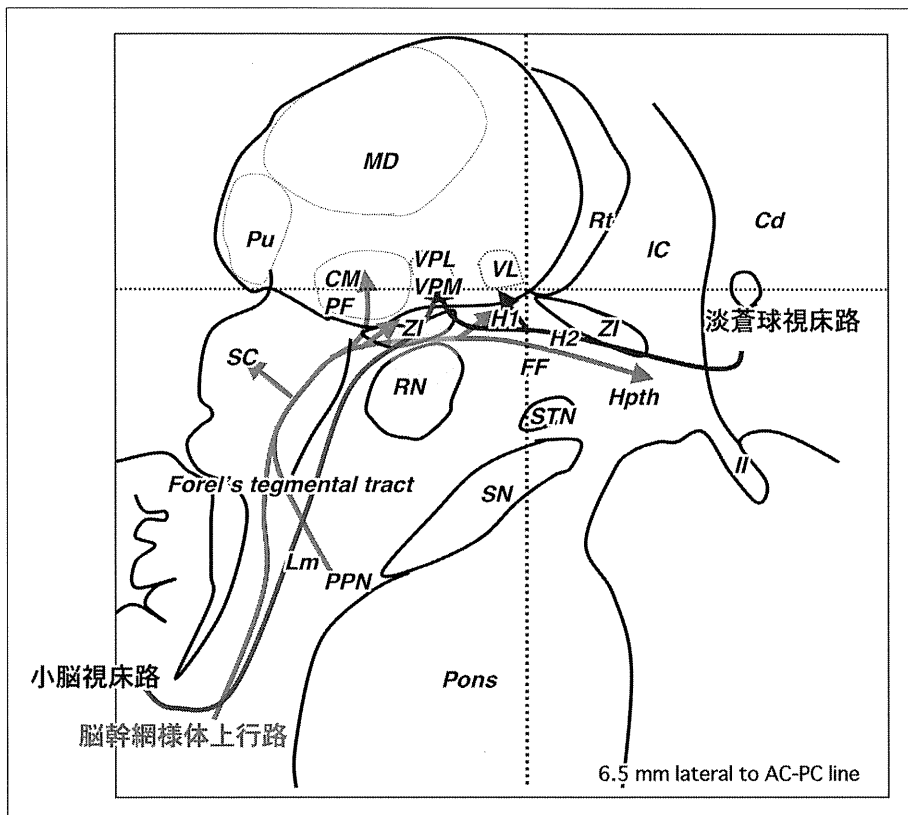 MD
Rt
Cd
Pu
IC
VPL
VL
CM
VPM
PF
淡蒼球視床路
ZI
H1
ZI
H2
SC
FF
RN
Hpth
STN
II
Forel's tegmental tract
SN
Lm
PPN
小脳視床路
Pons
脳幹網様体上行路
6.5 mm lateral to AC-PC line